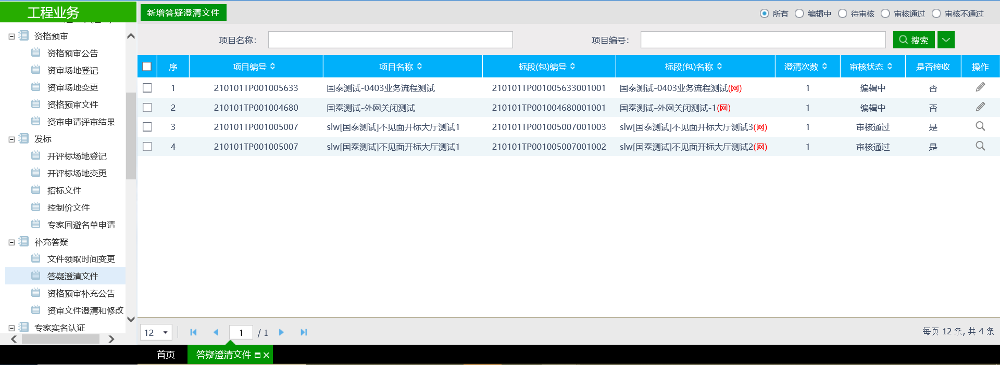 工程业务
资格预审
资格预审公告
资审场地登记
资审场地变更
资格预审文件
资审申请评审结果
发标
开评标场地登记
开评标场地变更
招标文件
控制价文件
专家回避名单申请
补充答疑
文件领取时间变更
答疑澄清文件
资格预审补充公告
资审文件澄清和修改
专家实名认证
新增答疑澄清文件
所有 编辑中 待审核 审核通过 审核不通过
项目名称: 项目编号: 搜索
序 项目编号 项目名称 标段(包)编号 标段(包)名称 澄清次数 审核状态 是否接收 操作
1 210101TP001005633 国泰测试-0403业务流程测试 210101TP001005633001001 国泰测试-0403业务流程测试(网) 1 编辑中 否
2 210101TP001004680 国泰测试-外网关闭测试 210101TP001004680001001 国泰测试-外网关闭测试-1(网) 1 编辑中 否
3 210101TP001005007 slw[国泰测试]不见面开标大厅测试1 210101TP001005007001003 slw[国泰测试]不见面开标大厅测试3(网) 1 审核通过 是
4 210101TP001005007 slw[国泰测试]不见面开标大厅测试1 210101TP001005007001002 slw[国泰测试]不见面开标大厅测试2(网) 1 审核通过 是
12 1 / 1 每页 12 条, 共 4 条
首页 答疑澄清文件